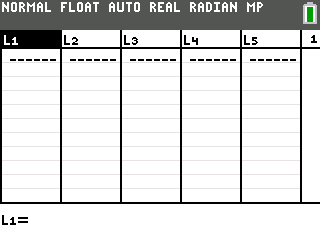 NORMAL FLOAT AUTO REAL RADIAN MP
L1 L2 L3 L4 L5 1
------ ------ ------ ------ ------
L1=